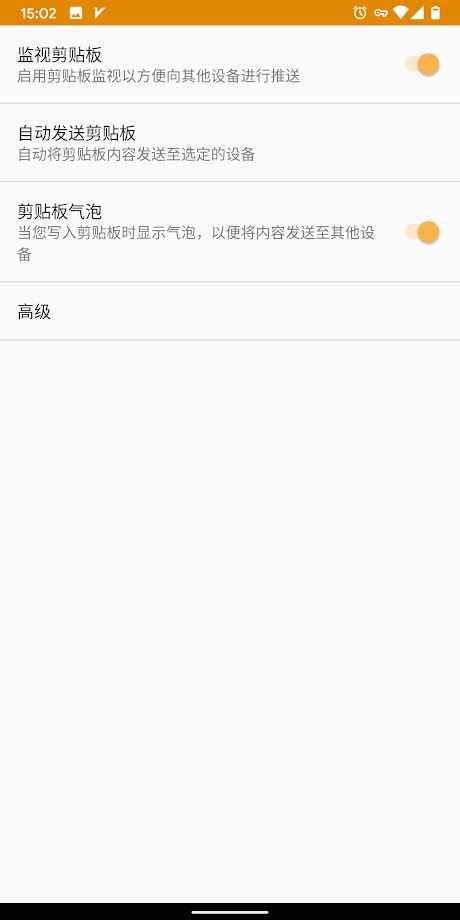 15:02
监视剪贴板
启用剪贴板监视以方便向其他设备进行推送
自动发送剪贴板
自动将剪贴板内容发送至选定的设备
剪贴板气泡
当您写入剪贴板时显示气泡，以便将内容发送至其他设
备
高级